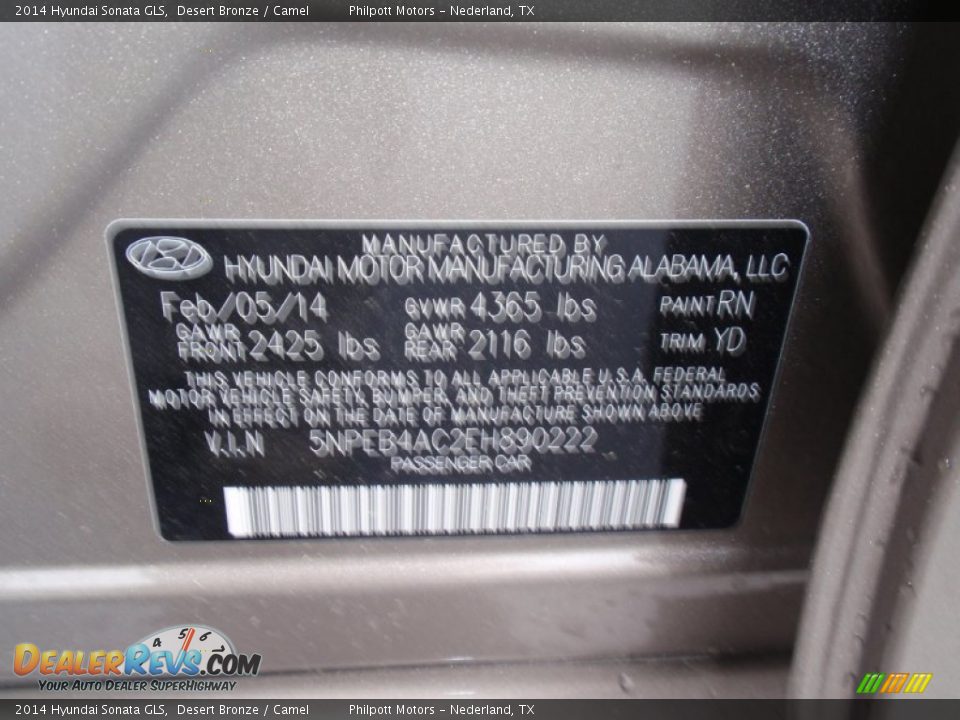 2014 Hyundai Sonata GLS,  Desert Bronze / Camel          Philpott Motors - Nederland, TX
MANUFACTURED BY
HYUNDAI MOTOR MANUFACTURING ALABAMA, LLC
Feb/05/14 GVWR 4365 lbs PAINT RN
GAWR FRONT 2425 lbs GAWR REAR 2116 lbs TRIM YD
THIS VEHICLE CONFORMS TO ALL APPLICABLE U.S.A. FEDERAL
MOTOR VEHICLE SAFETY, BUMPER, AND THEFT PREVENTION STANDARDS
IN EFFECT ON THE DATE OF MANUFACTURE SHOWN ABOVE
V.I.N 5NPEB4AC2EH890222
PASSENGER CAR
4 5 6
DEALERREVS.COM
YOUR AUTO DEALER SUPERHIGHWAY
2014 Hyundai Sonata GLS,  Desert Bronze / Camel          Philpott Motors - Nederland, TX